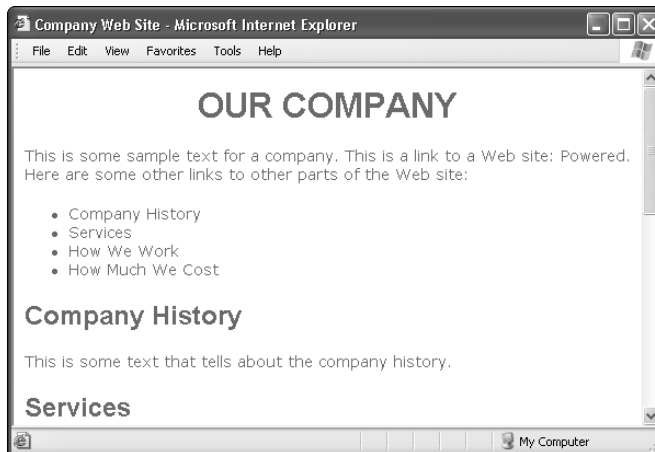 Company Web Site - Microsoft Internet Explorer
File Edit View Favorites Tools Help
OUR COMPANY
This is some sample text for a company. This is a link to a Web site: Powered.
Here are some other links to other parts of the Web site:
• Company History
• Services
• How We Work
• How Much We Cost
Company History
This is some text that tells about the company history.
Services
My Computer